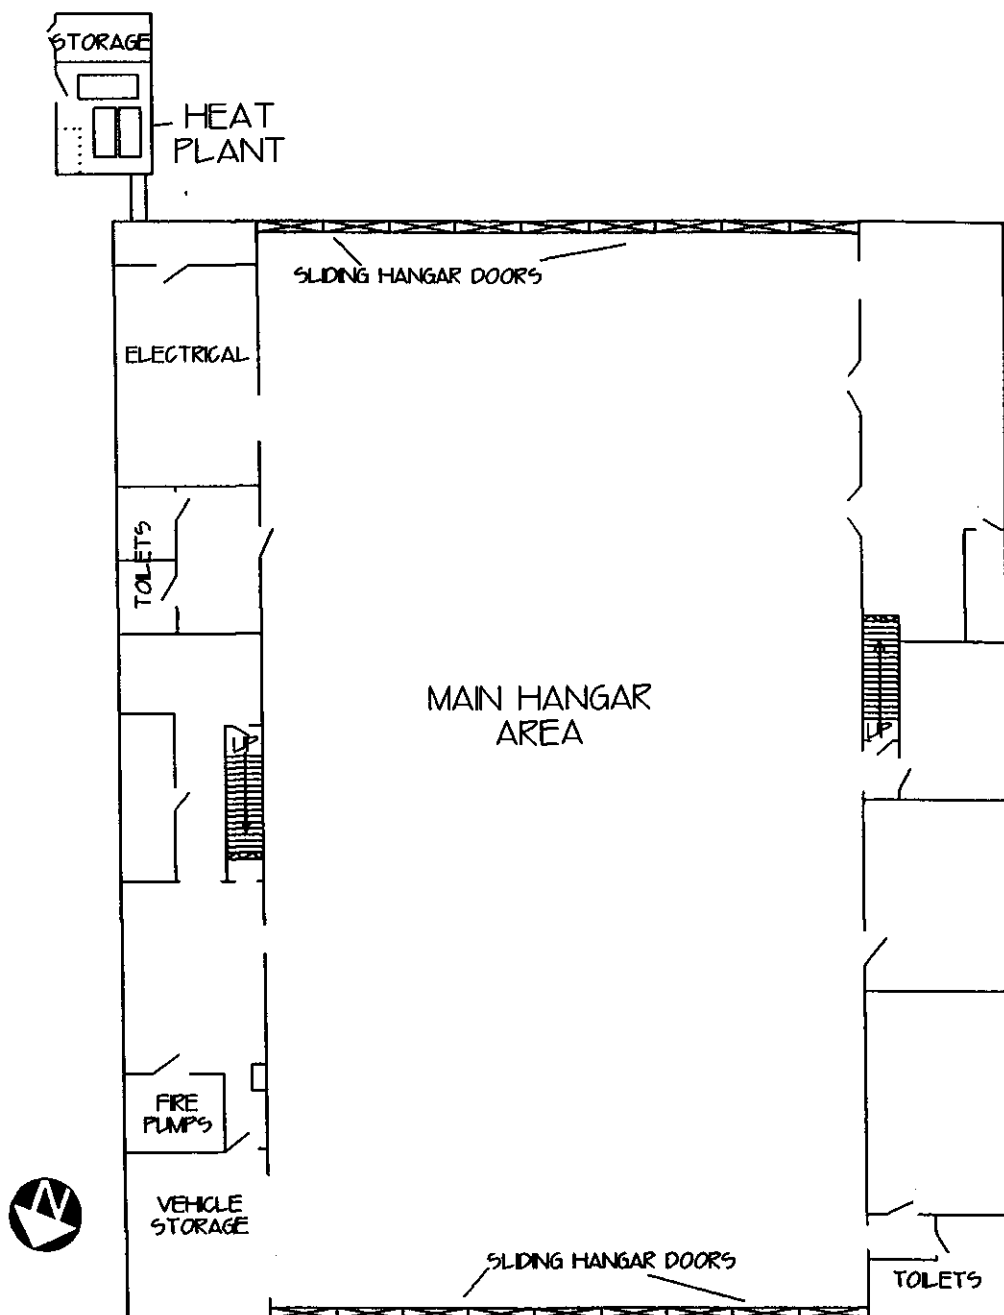 STORAGE
HEAT
PLANT
SLIDING HANGAR DOORS
ELECTRICAL
TOILETS
MAIN HANGAR
AREA
UP
UP
FIRE
PUMPS
N
VEHICLE
STORAGE
SLIDING HANGAR DOORS
TOILETS